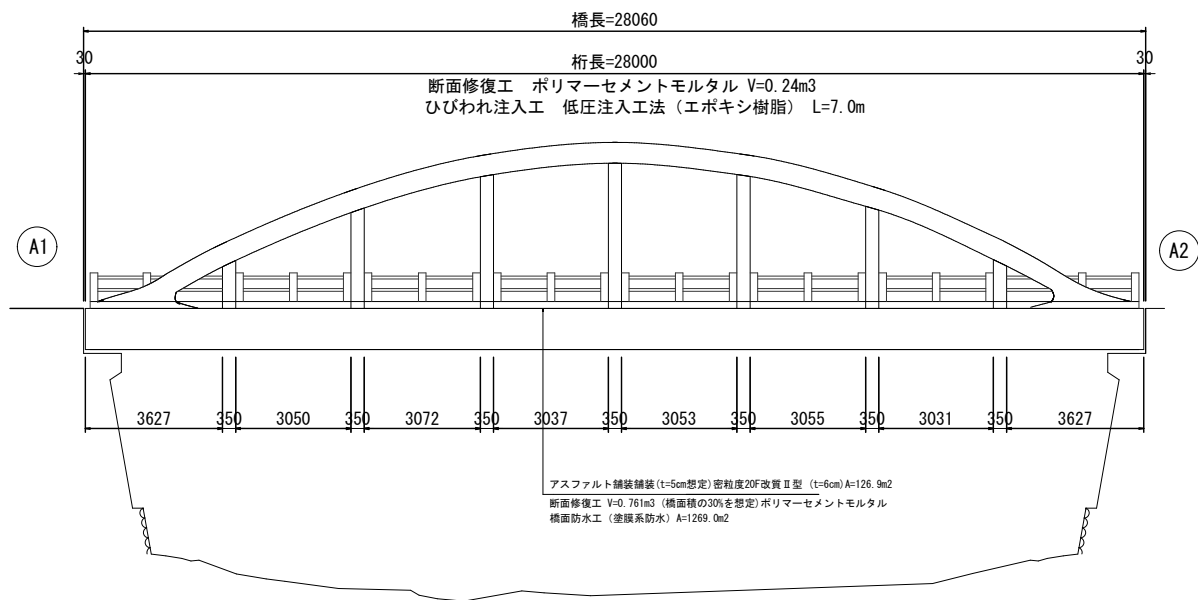 橋長=28060
30
桁長=28000
30
断面修復工 ポリマーセメントモルタル V=0.24m3
ひびわれ注入工 低圧注入工法（エポキシ樹脂） L=7.0m
A1
A2
3627 350 3050 350 3072 350 3037 350 3053 350 3055 350 3031 350 3627
アスファルト舗装舗装(t=5cm想定)密粒度20F改質Ⅱ型 (t=6cm)A=126.9m2
断面修復工 V=0.761m3 (橋面積の30%を想定)ポリマーセメントモルタル
橋面防水工（塗膜系防水）A=1269.0m2